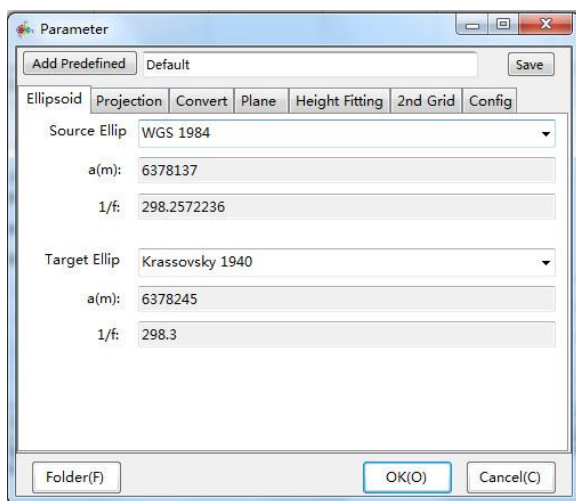 Parameter
Add Predefined Default Save
Ellipsoid Projection Convert Plane Height Fitting 2nd Grid Config
Source Ellip WGS 1984
a(m): 6378137
1/f: 298.2572236
Target Ellip Krassovsky 1940
a(m): 6378245
1/f: 298.3
Folder(F) OK(O) Cancel(C)